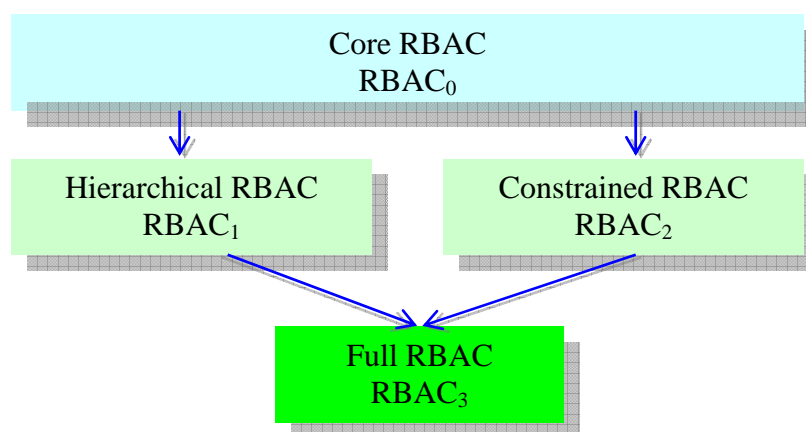 Core RBAC
RBAC₀
Hierarchical RBAC
RBAC₁
Constrained RBAC
RBAC₂
Full RBAC
RBAC₃